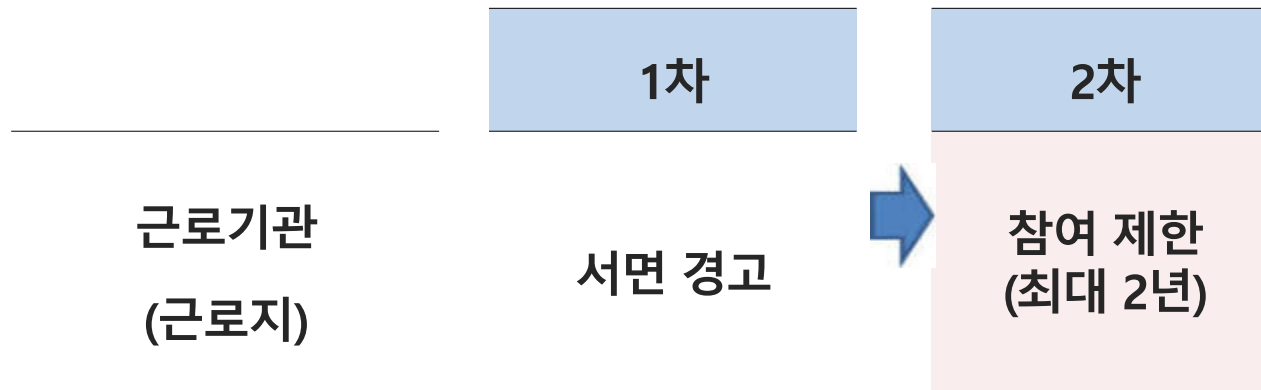 1차
2차
근로기관
(근로지)
서면 경고
참여 제한
(최대 2년)